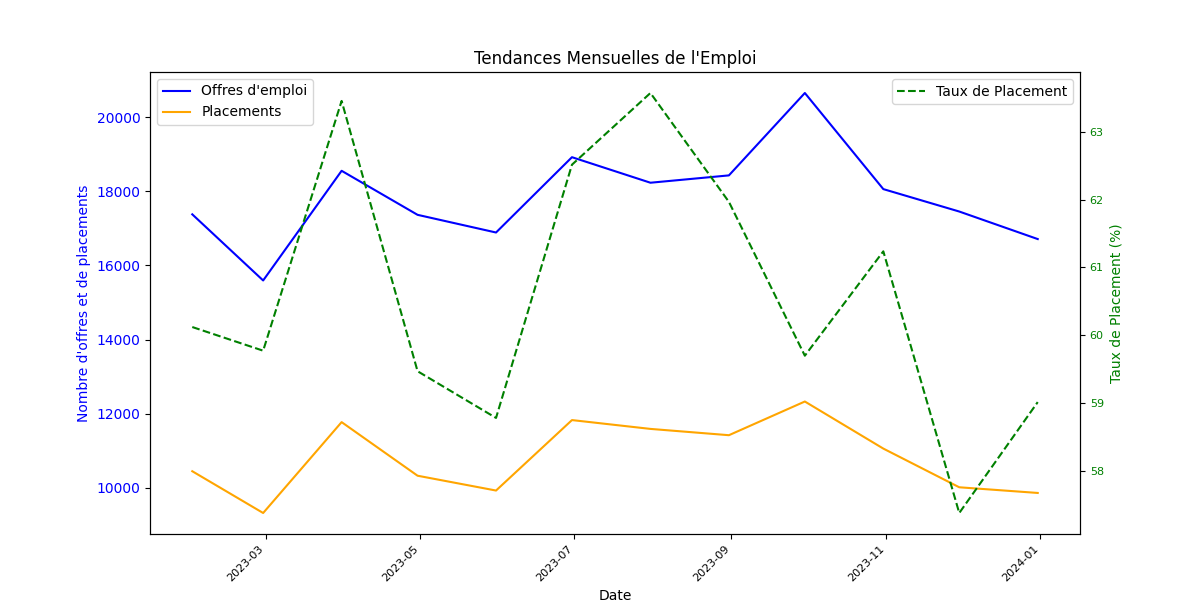 Tendances Mensuelles de l'Emploi
Offres d'emploi
Placements
Taux de Placement
Nombre d'offres et de placements
20000
18000
16000
14000
12000
10000
Taux de Placement (%)
63
62
61
60
59
58
2023-03
2023-05
2023-07
2023-09
2023-11
2024-01
Date